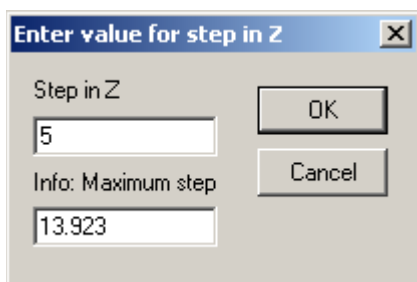 Enter value for step in Z
Step in Z
OK
5
Info: Maximum step
Cancel
13.923